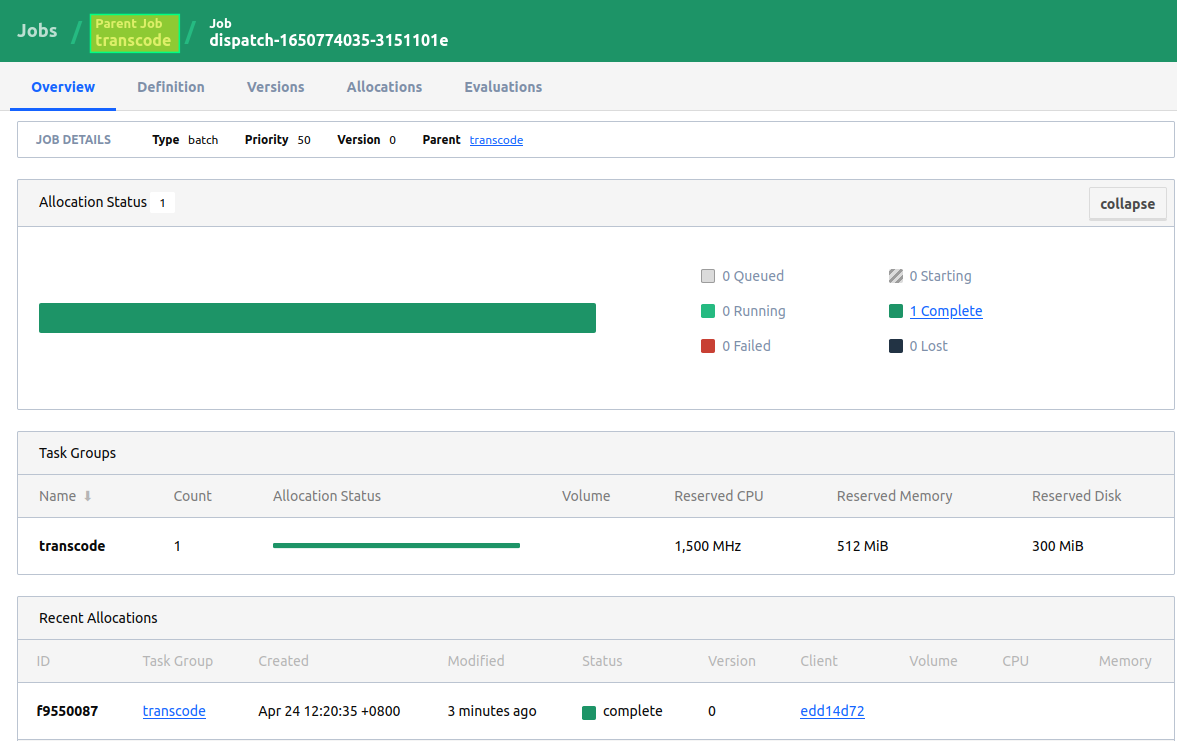 Jobs / Parent Job transcode / Job dispatch-1650774035-3151101e
Overview Definition Versions Allocations Evaluations
JOB DETAILS Type batch Priority 50 Version 0 Parent transcode
Allocation Status 1 collapse
0 Queued 0 Starting
0 Running 1 Complete
0 Failed 0 Lost
Task Groups
Name Count Allocation Status Volume Reserved CPU Reserved Memory Reserved Disk
transcode 1 1,500 MHz 512 MiB 300 MiB
Recent Allocations
ID Task Group Created Modified Status Version Client Volume CPU Memory
f9550087 transcode Apr 24 12:20:35 +0800 3 minutes ago complete 0 edd14d72